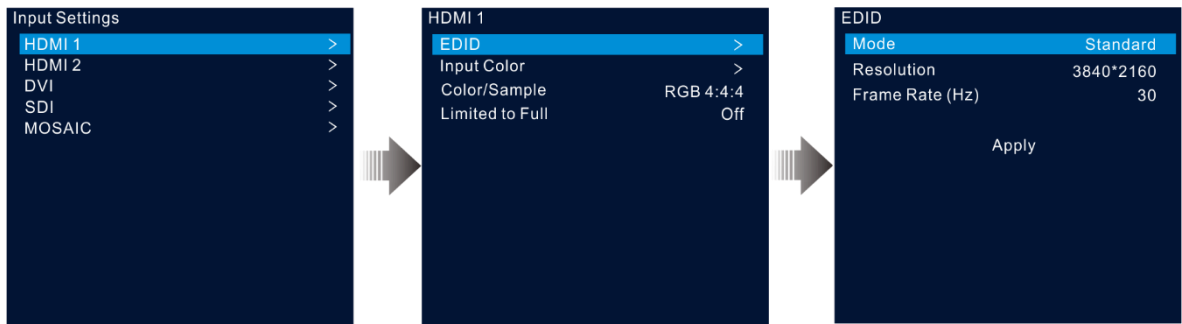 Input Settings
HDMI 1 >
HDMI 2 >
DVI >
SDI >
MOSAIC >
HDMI 1
EDID >
Input Color >
Color/Sample RGB 4:4:4
Limited to Full Off
EDID
Mode Standard
Resolution 3840*2160
Frame Rate (Hz) 30
Apply